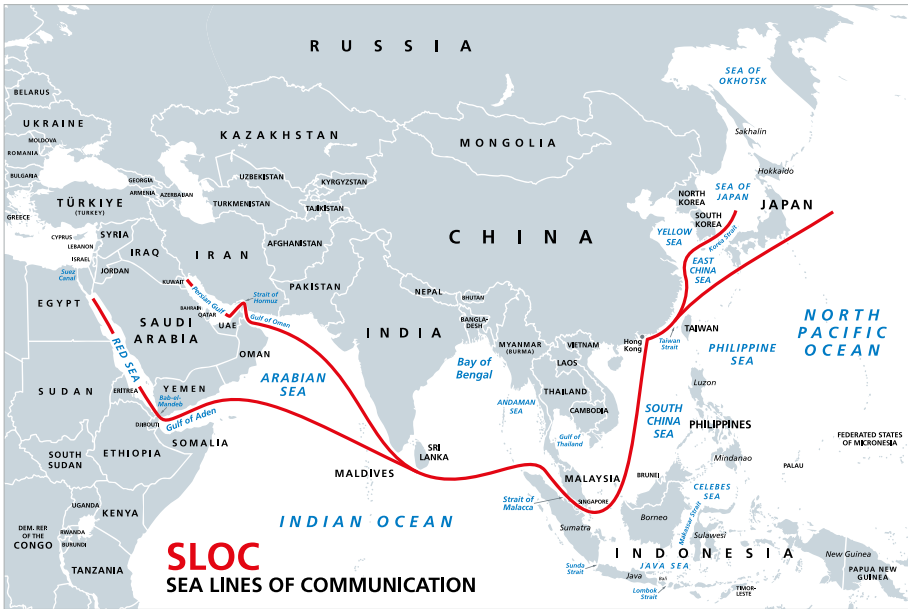 RUSSIA
SEA OF
OKHOTSK
BELARUS
UKRAINE
MOLDOVA
ROMANIA
BULGARIA
GREECE
KAZAKHSTAN
MONGOLIA
Sakhalin
Hokkaido
GEORGIA
ARMENIA
AZERBAIJAN
UZBEKISTAN
KYRGYZSTAN
TÜRKIYE
(TURKEY)
TURKMENISTAN
TAJIKISTAN
NORTH
KOREA
SEA OF
JAPAN
JAPAN
SOUTH
KOREA
CYPRUS
SYRIA
LEBANON
ISRAEL
IRAQ
IRAN
AFGHANISTAN
CHINA
YELLOW
SEA
Korea Strait
Suez
Canal
JORDAN
KUWAIT
Persian Gulf
PAKISTAN
EAST
CHINA
SEA
EGYPT
BAHRAIN
QATAR
UAE
Strait of
Hormuz
Gulf of Oman
NEPAL
BHUTAN
SAUDI
ARABIA
BANGLA-
DESH
INDIA
MYANMAR
(BURMA)
VIETNAM
LAOS
Hong
Kong
Taiwan
Strait
TAIWAN
NORTH
PACIFIC
OCEAN
RED SEA
OMAN
PHILIPPINE
SEA
Bay of
Bengal
ARABIAN
SEA
THAILAND
SUDAN
ERITREA
YEMEN
Bab-el-
Mandeb
Gulf of Aden
DJIBOUTI
ANDAMAN
SEA
CAMBODIA
Luzon
SOUTH
CHINA
SEA
PHILIPPINES
Gulf of
Thailand
SOUTH
SUDAN
ETHIOPIA
SOMALIA
SRI
LANKA
MALDIVES
MALAYSIA
BRUNEI
Mindanao
PALAU
FEDERATED STATES
OF MICRONESIA
CELEBES
SEA
Strait of
Malacca
SINGAPORE
UGANDA
KENYA
INDIAN OCEAN
Sumatra
Borneo
Makassar Strait
Sulawesi
DEM. REP.
OF THE
CONGO
RWANDA
BURUNDI
TANZANIA
INDONESIA
JAVA SEA
New Guinea
PAPUA NEW
GUINEA
Sunda
Strait
Java
Bali
Lombok
Strait
TIMOR-
LESTE
SLOC
SEA LINES OF COMMUNICATION